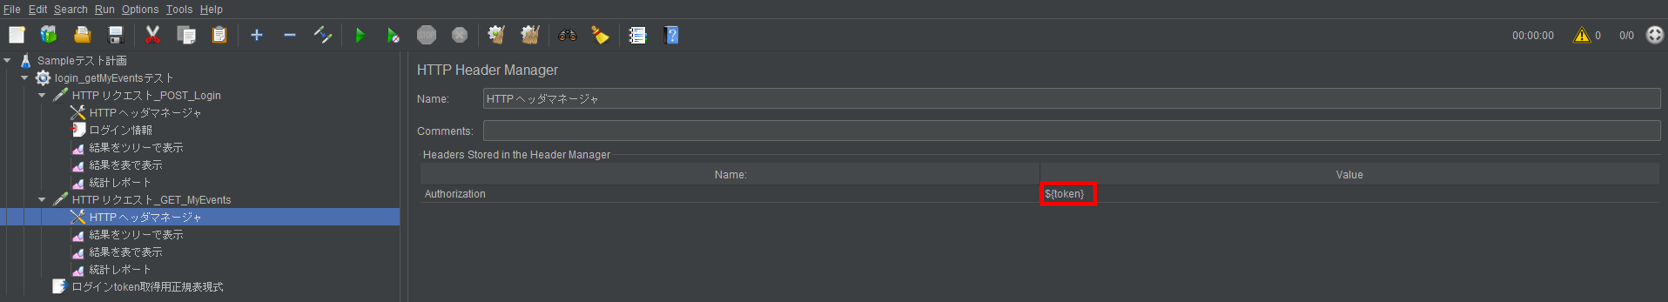 File Edit Search Run Options Tools Help
STOP
00:00:00 0 0/0
Sampleテスト計画
login_getMyEventsテスト
HTTP リクエスト_POST_Login
HTTP ヘッダマネージャ
ログイン情報
結果をツリーで表示
結果を表で表示
統計レポート
HTTP リクエスト_GET_MyEvents
HTTP ヘッダマネージャ
結果をツリーで表示
結果を表で表示
統計レポート
ログインtoken取得用正規表現式
HTTP Header Manager
Name: HTTP ヘッダマネージャ
Comments:
Headers Stored in the Header Manager
Name: Value
Authorization ${token}